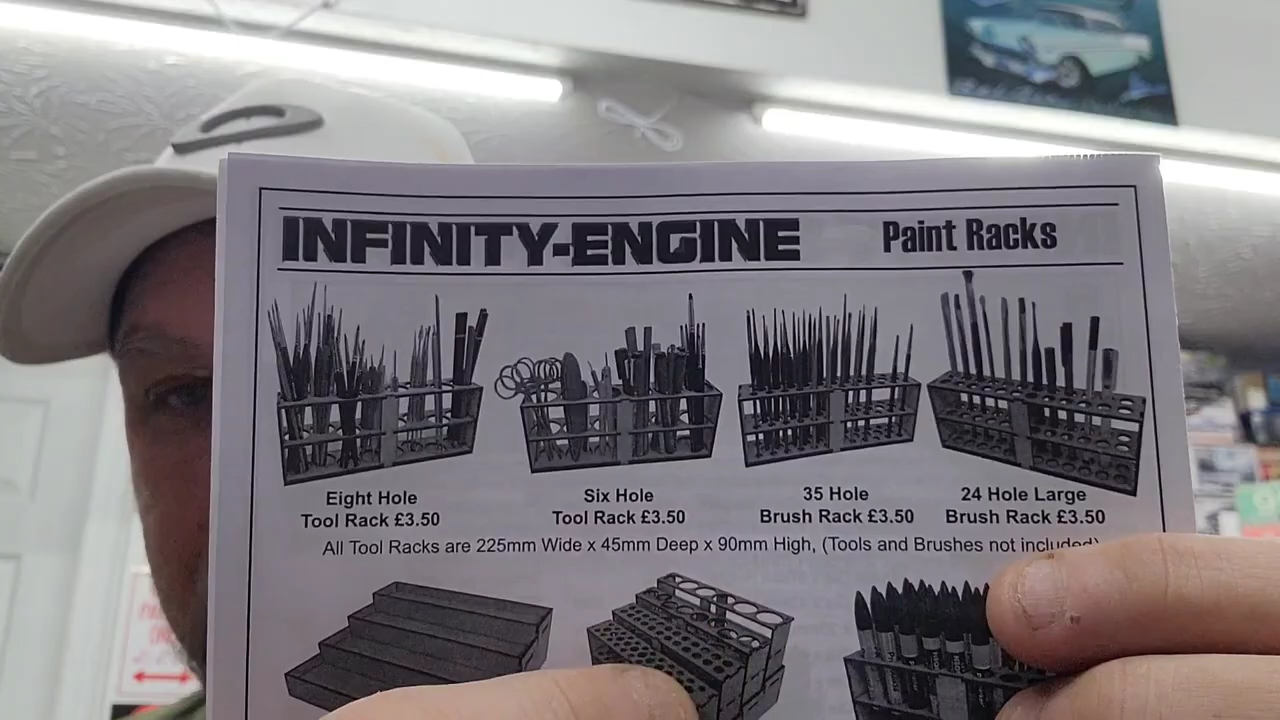 INFINITY-ENGINE Paint Racks
Eight Hole
Tool Rack £3.50
Six Hole
Tool Rack £3.50
35 Hole
Brush Rack £3.50
24 Hole Large
Brush Rack £3.50
All Tool Racks are 225mm Wide x 45mm Deep x 90mm High, (Tools and Brushes not included)